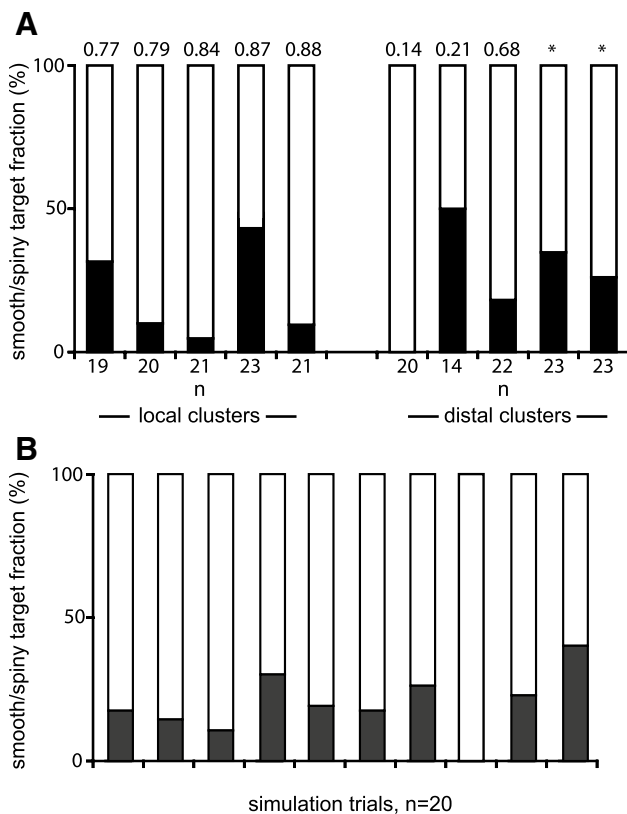 A
0.77 0.79 0.84 0.87 0.88 0.14 0.21 0.68 * *
smooth/spiny target fraction (%)
100
50
0
19 20 21 23 21 20 14 22 23 23
n n
local clusters distal clusters
B
smooth/spiny target fraction (%)
100
50
0
simulation trials, n=20